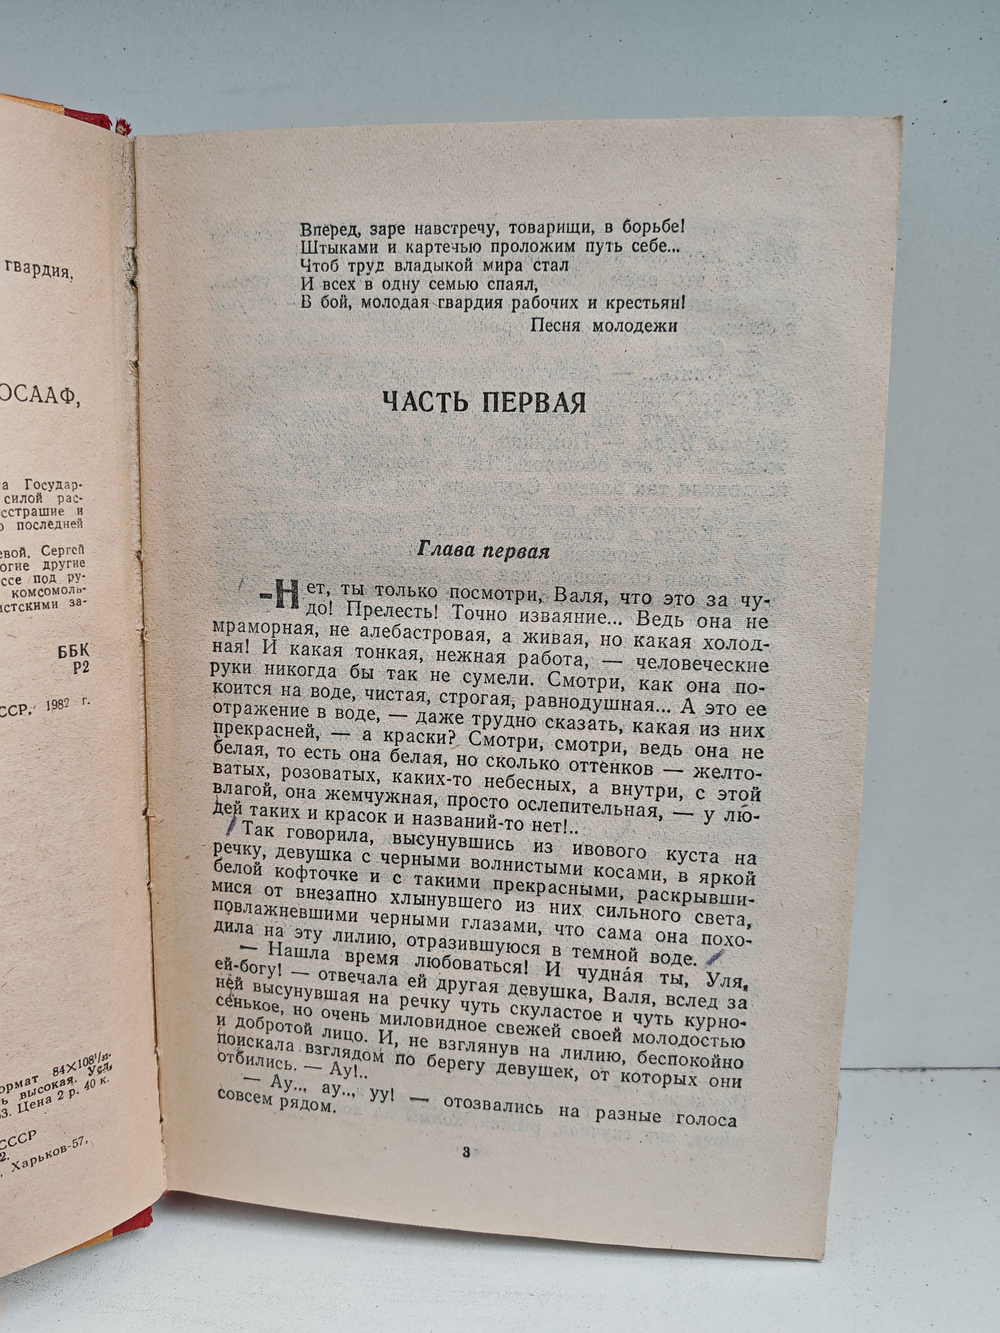 гвардия,
ОСААФ,
а Государ-
силой рас-
сстрашие и
о последней
евой, Сергей
огие другие
ссе под ру-
комсомоль-
истскими за-
ББК
Р2
ССР, 1982 г.
ормат 84×108¹/₃₂.
ь высокая. Усл.
3. Цена 2 р. 40 к.
СССР
2.
, Харьков-57,
Вперед, заре навстречу, товарищи, в борьбе!
Штыками и картечью проложим путь себе...
Чтоб труд владыкой мира стал
И всех в одну семью спаял,
В бой, молодая гвардия рабочих и крестьян!
Песня молодежи
ЧАСТЬ ПЕРВАЯ
Глава первая
–Нет, ты только посмотри, Валя, что это за чу-
до! Прелесть! Точно изваяние... Ведь она не
мраморная, не алебастровая, а живая, но какая холод-
ная! И какая тонкая, нежная работа, — человеческие
руки никогда бы так не сумели. Смотри, как она по-
коится на воде, чистая, строгая, равнодушная... А это ее
отражение в воде, — даже трудно сказать, какая из них
прекрасней, — а краски? Смотри, смотри, ведь она не
белая, то есть она белая, но сколько оттенков — желто-
ватых, розоватых, каких-то небесных, а внутри, с этой
влагой, она жемчужная, просто ослепительная, — у лю-
дей таких и красок и названий-то нет!..
Так говорила, высунувшись из ивового куста на
речку, девушка с черными волнистыми косами, в яркой
белой кофточке и с такими прекрасными, раскрывши-
мися от внезапно хлынувшего из них сильного света,
повлажневшими черными глазами, что сама она похо-
дила на эту лилию, отразившуюся в темной воде.
— Нашла время любоваться! И чудна́я ты, Уля,
ей-богу! — отвечала ей другая девушка, Валя, вслед за
ней высунувшая на речку чуть скуластое и чуть курно-
сенькое, но очень миловидное свежей своей молодостью
и добротой лицо. И, не взглянув на лилию, беспокойно
поискала взглядом по берегу девушек, от которых они
отбились. — Ау!..
— Ау.., ау.., уу! — отозвались на разные голоса
совсем рядом.
3